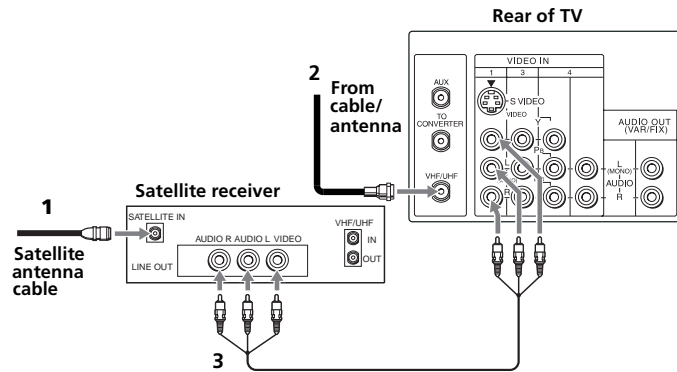 Rear of TV
VIDEO IN
1 3 4
2
From
cable/
antenna
AUX
TO
CONVERTER
VHF/UHF
S VIDEO
VIDEO
Y
PB
L
R
AUDIO OUT
(VAR/FIX)
L
(MONO)
AUDIO
R
1
Satellite
antenna
cable
Satellite receiver
SATELLITE IN
AUDIO R AUDIO L VIDEO
LINE OUT
VHF/UHF
IN
OUT
3